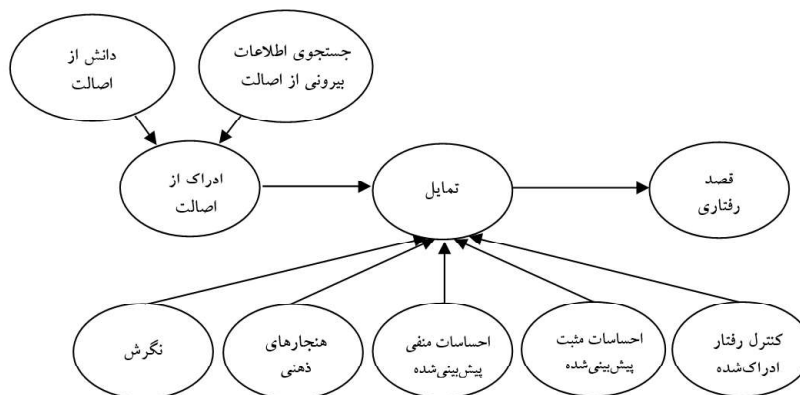 دانش از
اصالت
جستجوی اطلاعات
بیرونی از اصالت
ادراک از
اصالت
تمایل
قصد
رفتاری
نگرش
هنجارهای
ذهنی
احساسات منفی
پیش‌بینی‌شده
احساسات مثبت
پیش‌بینی‌شده
کنترل رفتار
ادراک‌شده